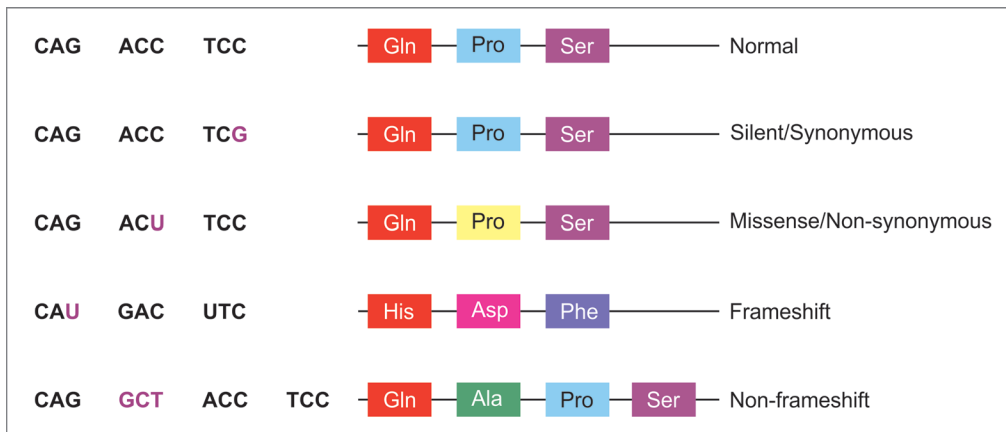 CAG ACC TCC Gln Pro Ser Normal
CAG ACC TCG Gln Pro Ser Silent/Synonymous
CAG ACU TCC Gln Pro Ser Missense/Non-synonymous
CAU GAC UTC His Asp Phe Frameshift
CAG GCT ACC TCC Gln Ala Pro Ser Non-frameshift